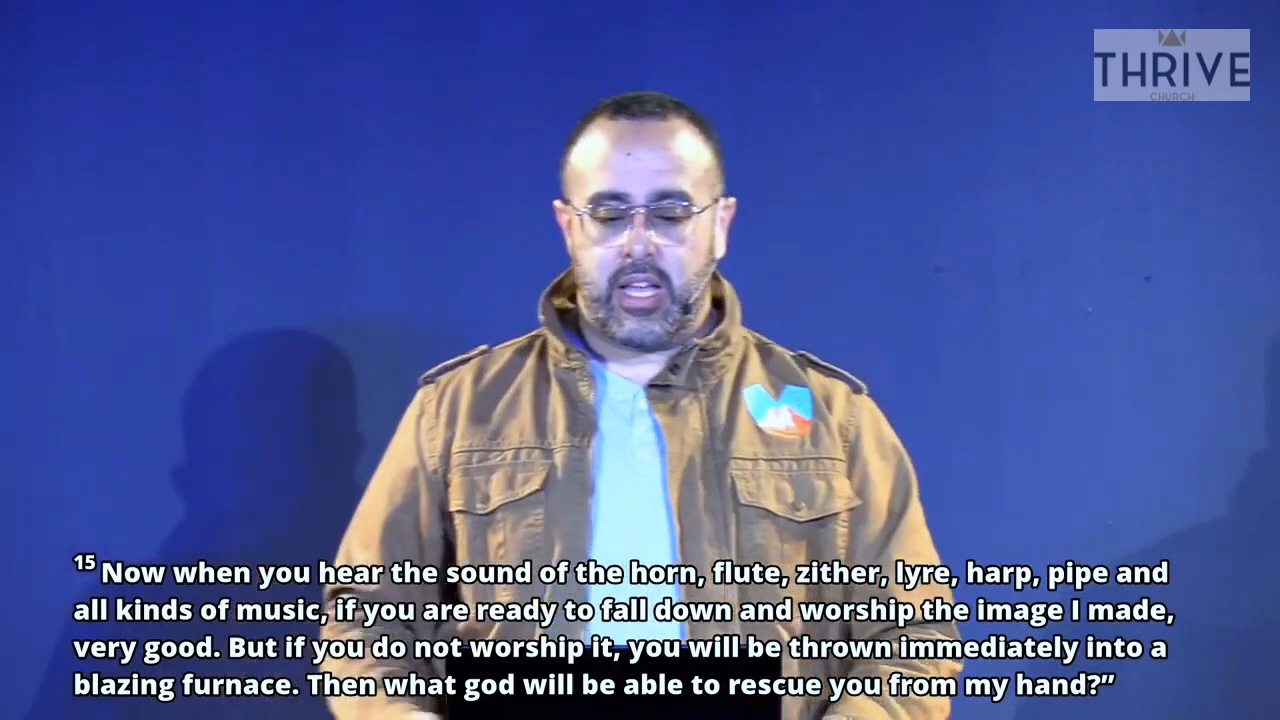 THRIVE
CHURCH
15 Now when you hear the sound of the horn, flute, zither, lyre, harp, pipe and
all kinds of music, if you are ready to fall down and worship the image I made,
very good. But if you do not worship it, you will be thrown immediately into a
blazing furnace. Then what god will be able to rescue you from my hand?”